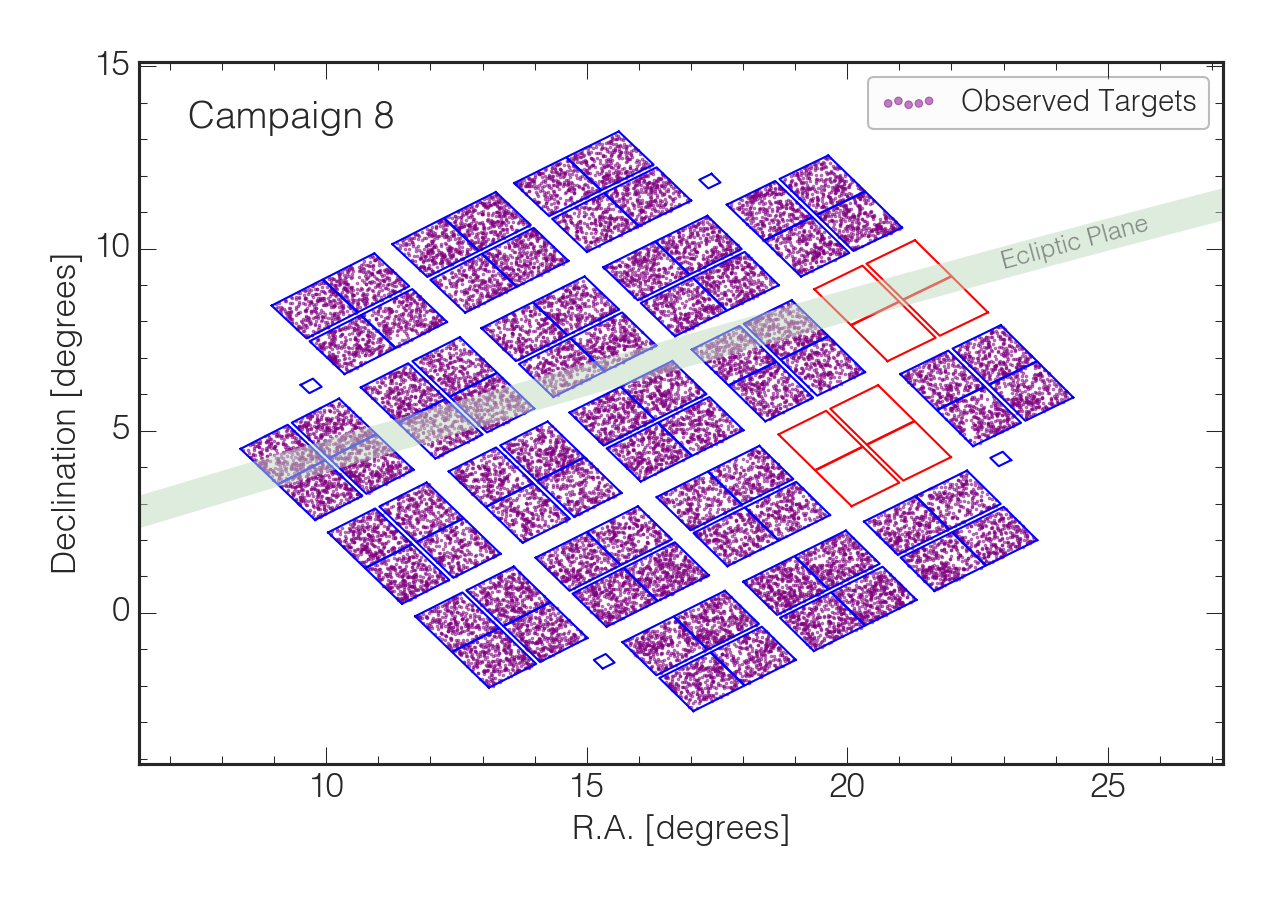 Campaign 8
Observed Targets
Ecliptic Plane
15
10
5
0
Declination [degrees]
10
15
20
25
R.A. [degrees]